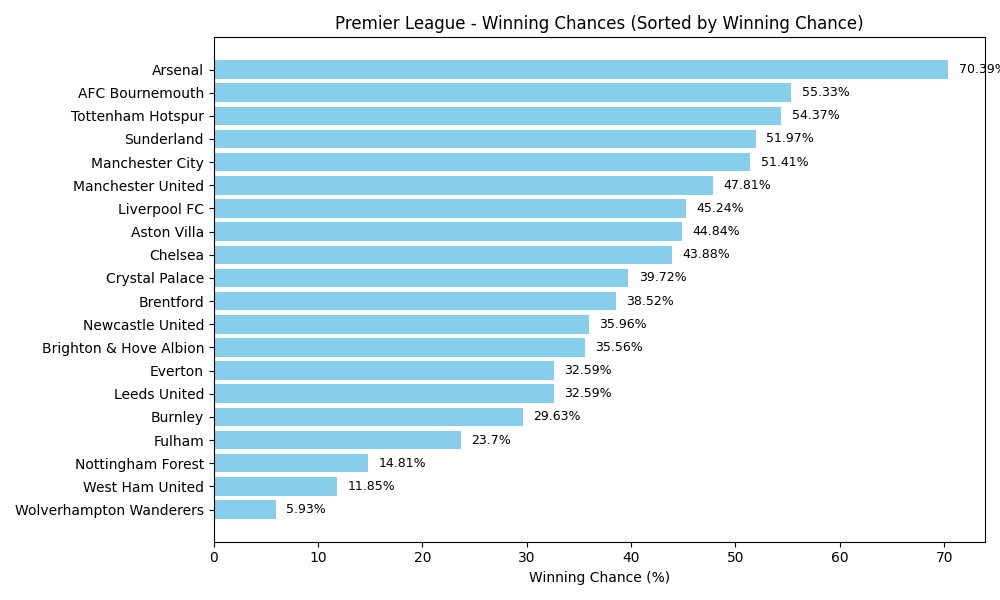 Premier League - Winning Chances (Sorted by Winning Chance)
Arsenal 70.39%
AFC Bournemouth 55.33%
Tottenham Hotspur 54.37%
Sunderland 51.97%
Manchester City 51.41%
Manchester United 47.81%
Liverpool FC 45.24%
Aston Villa 44.84%
Chelsea 43.88%
Crystal Palace 39.72%
Brentford 38.52%
Newcastle United 35.96%
Brighton & Hove Albion 35.56%
Everton 32.59%
Leeds United 32.59%
Burnley 29.63%
Fulham 23.7%
Nottingham Forest 14.81%
West Ham United 11.85%
Wolverhampton Wanderers 5.93%
0 10 20 30 40 50 60 70
Winning Chance (%)